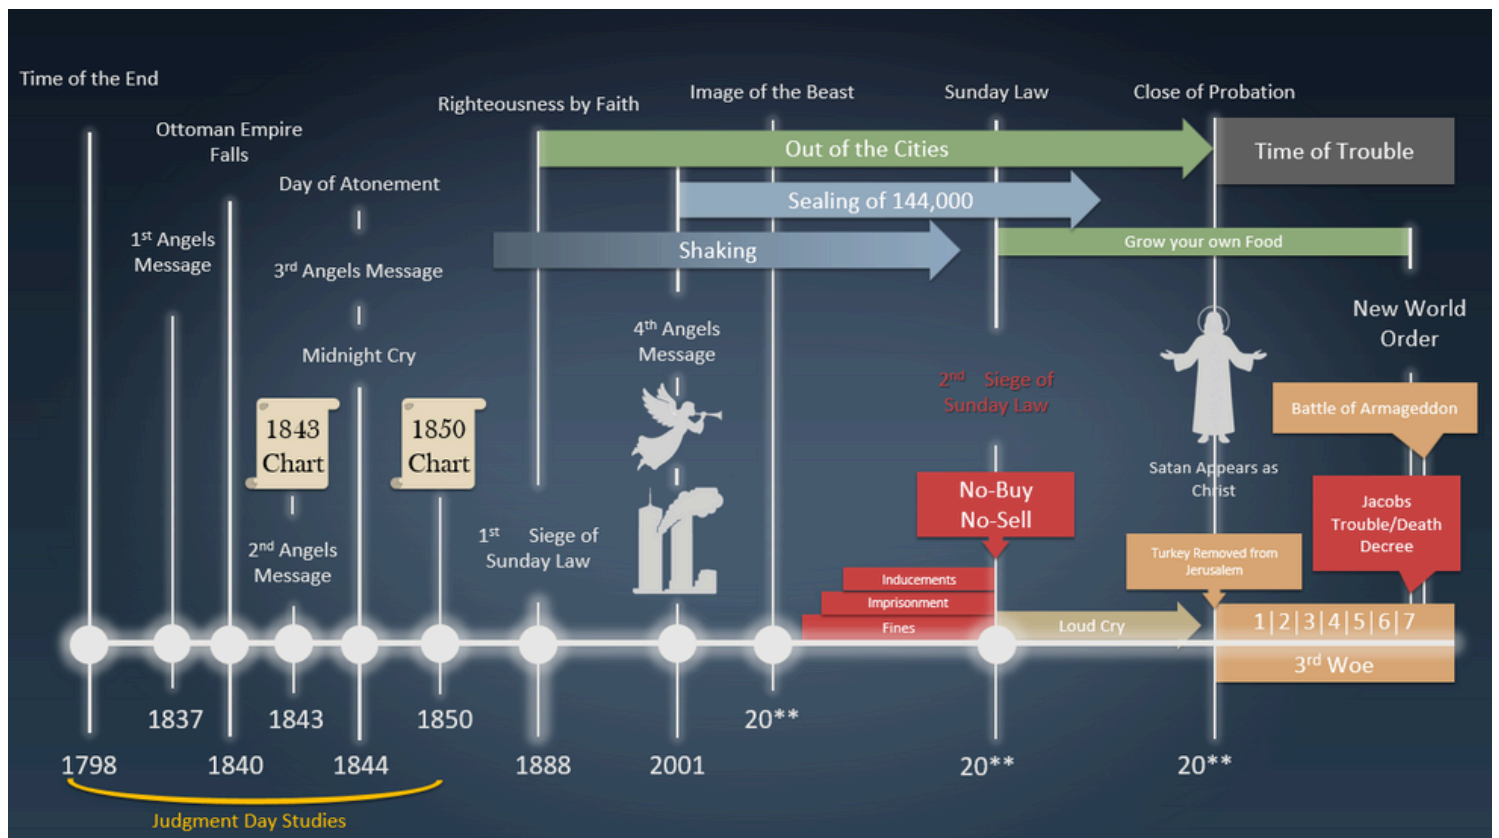 Time of the End
Ottoman Empire
Falls
1st Angels
Message
Day of Atonement
3rd Angels Message
Midnight Cry
1843
Chart
2nd Angels
Message
1850
Chart
Righteousness by Faith
Image of the Beast
Sunday Law
Close of Probation
Out of the Cities
Time of Trouble
Sealing of 144,000
Shaking
Grow your own Food
1st Siege of
Sunday Law
4th Angels
Message
2nd Siege of
Sunday Law
No-Buy
No-Sell
Inducements
Imprisonment
Fines
Loud Cry
Satan Appears as
Christ
Turkey Removed from
Jerusalem
New World
Order
Battle of Armageddon
Jacobs
Trouble/Death
Decree
1|2|3|4|5|6|7
3rd Woe
1798
1837
1840
1843
1844
1850
1888
2001
20**
20**
20**
Judgment Day Studies